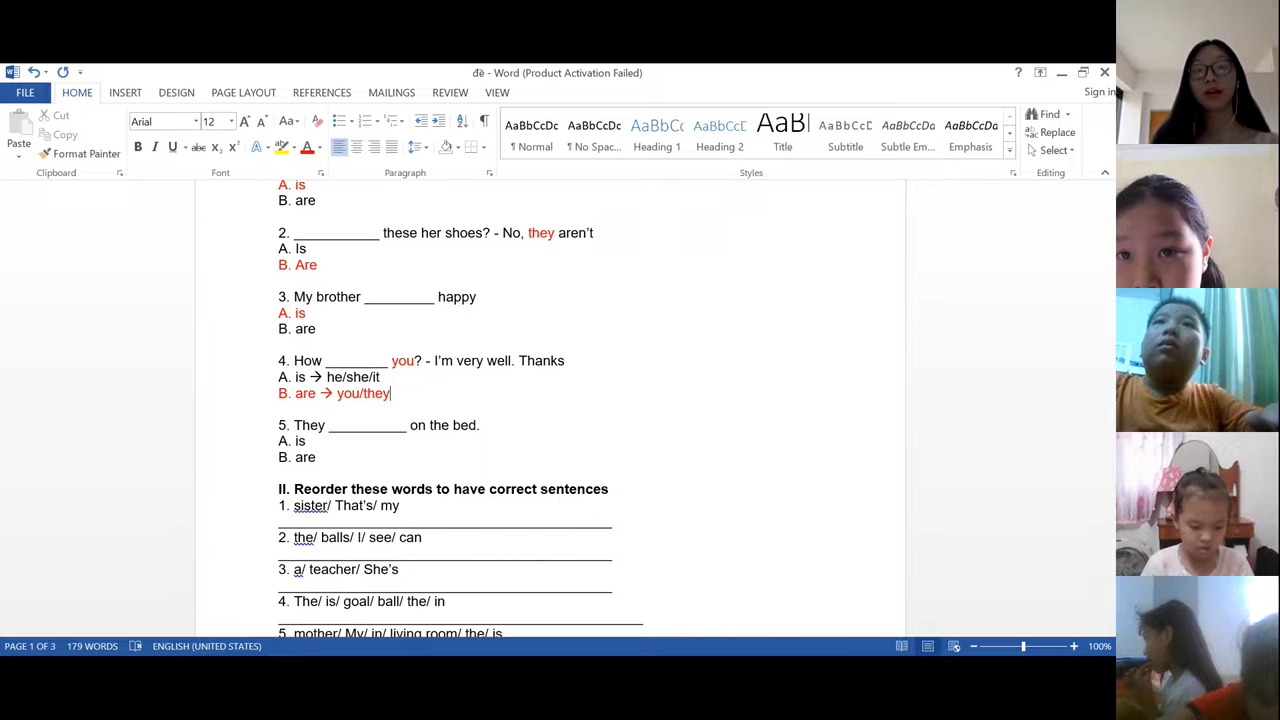 đề - Word (Product Activation Failed)
FILE HOME INSERT DESIGN PAGE LAYOUT REFERENCES MAILINGS REVIEW VIEW Sign in
Paste
Cut
Copy
Format Painter
Clipboard
Arial 12
Font
Paragraph
AaBbCcDc AaBbCcDc AaBbCc AaBbCcD AaB AaBbCcD AaBbCcDc AaBbCcDc
¶ Normal ¶ No Spac... Heading 1 Heading 2 Title Subtitle Subtle Em... Emphasis
Styles
Find
Replace
Select
Editing
A. is
B. are
2. ___________ these her shoes? - No, they aren’t
A. Is
B. Are
3. My brother _________ happy
A. is
B. are
4. How ________ you? - I’m very well. Thanks
A. is → he/she/it
B. are → you/they
5. They __________ on the bed.
A. is
B. are
II. Reorder these words to have correct sentences
1. sister/ That’s/ my
2. the/ balls/ I/ see/ can
3. a/ teacher/ She’s
4. The/ is/ goal/ ball/ the/ in
5. mother/ My/ in/ living room/ the/ is
PAGE 1 OF 3 179 WORDS ENGLISH (UNITED STATES) 100%